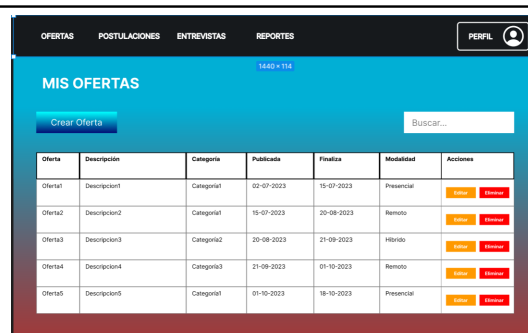 OFERTAS POSTULACIONES ENTREVISTAS REPORTES PERFIL
1440 × 114
MIS OFERTAS
Crear Oferta Buscar...
Oferta Descripción Categoría Publicada Finaliza Modalidad Acciones
Oferta1 Descripcion1 Categoria1 02-07-2023 15-07-2023 Presencial Editar Eliminar
Oferta2 Descripcion2 Categoria1 15-07-2023 20-08-2023 Remoto Editar Eliminar
Oferta3 Descripcion3 Categoria2 20-08-2023 21-09-2023 Hibrido Editar Eliminar
Oferta4 Descripcion4 Categoria3 21-09-2023 01-10-2023 Remoto Editar Eliminar
Oferta5 Descripcion5 Categoria1 01-10-2023 18-10-2023 Presencial Editar Eliminar